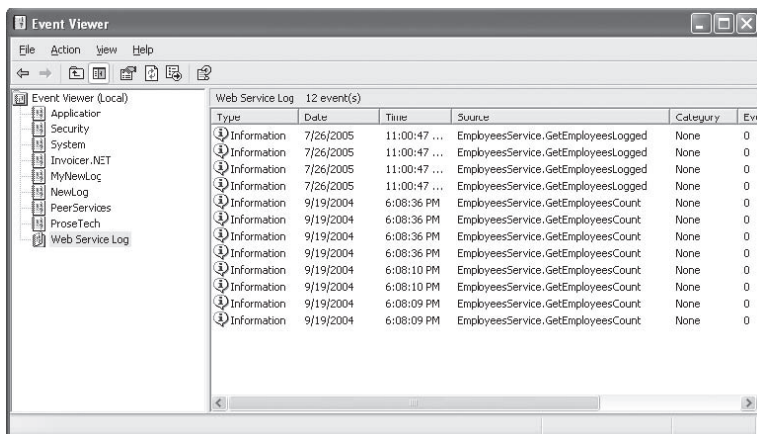 Event Viewer
File Action View Help
Event Viewer (Local)
Application
Security
System
Invoicer.NET
MyNewLog
NewLog
PeerServices
ProseTech
Web Service Log
Web Service Log 12 event(s)
Type Date Time Source Category Eve
Information 7/26/2005 11:00:47 ... EmployeesService.GetEmployeesLogged None 0
Information 7/26/2005 11:00:47 ... EmployeesService.GetEmployeesLogged None 0
Information 7/26/2005 11:00:47 ... EmployeesService.GetEmployeesLogged None 0
Information 7/26/2005 11:00:47 ... EmployeesService.GetEmployeesLogged None 0
Information 9/19/2004 6:08:36 PM EmployeesService.GetEmployeesCount None 0
Information 9/19/2004 6:08:36 PM EmployeesService.GetEmployeesCount None 0
Information 9/19/2004 6:08:36 PM EmployeesService.GetEmployeesCount None 0
Information 9/19/2004 6:08:36 PM EmployeesService.GetEmployeesCount None 0
Information 9/19/2004 6:08:10 PM EmployeesService.GetEmployeesCount None 0
Information 9/19/2004 6:08:10 PM EmployeesService.GetEmployeesCount None 0
Information 9/19/2004 6:08:09 PM EmployeesService.GetEmployeesCount None 0
Information 9/19/2004 6:08:09 PM EmployeesService.GetEmployeesCount None 0